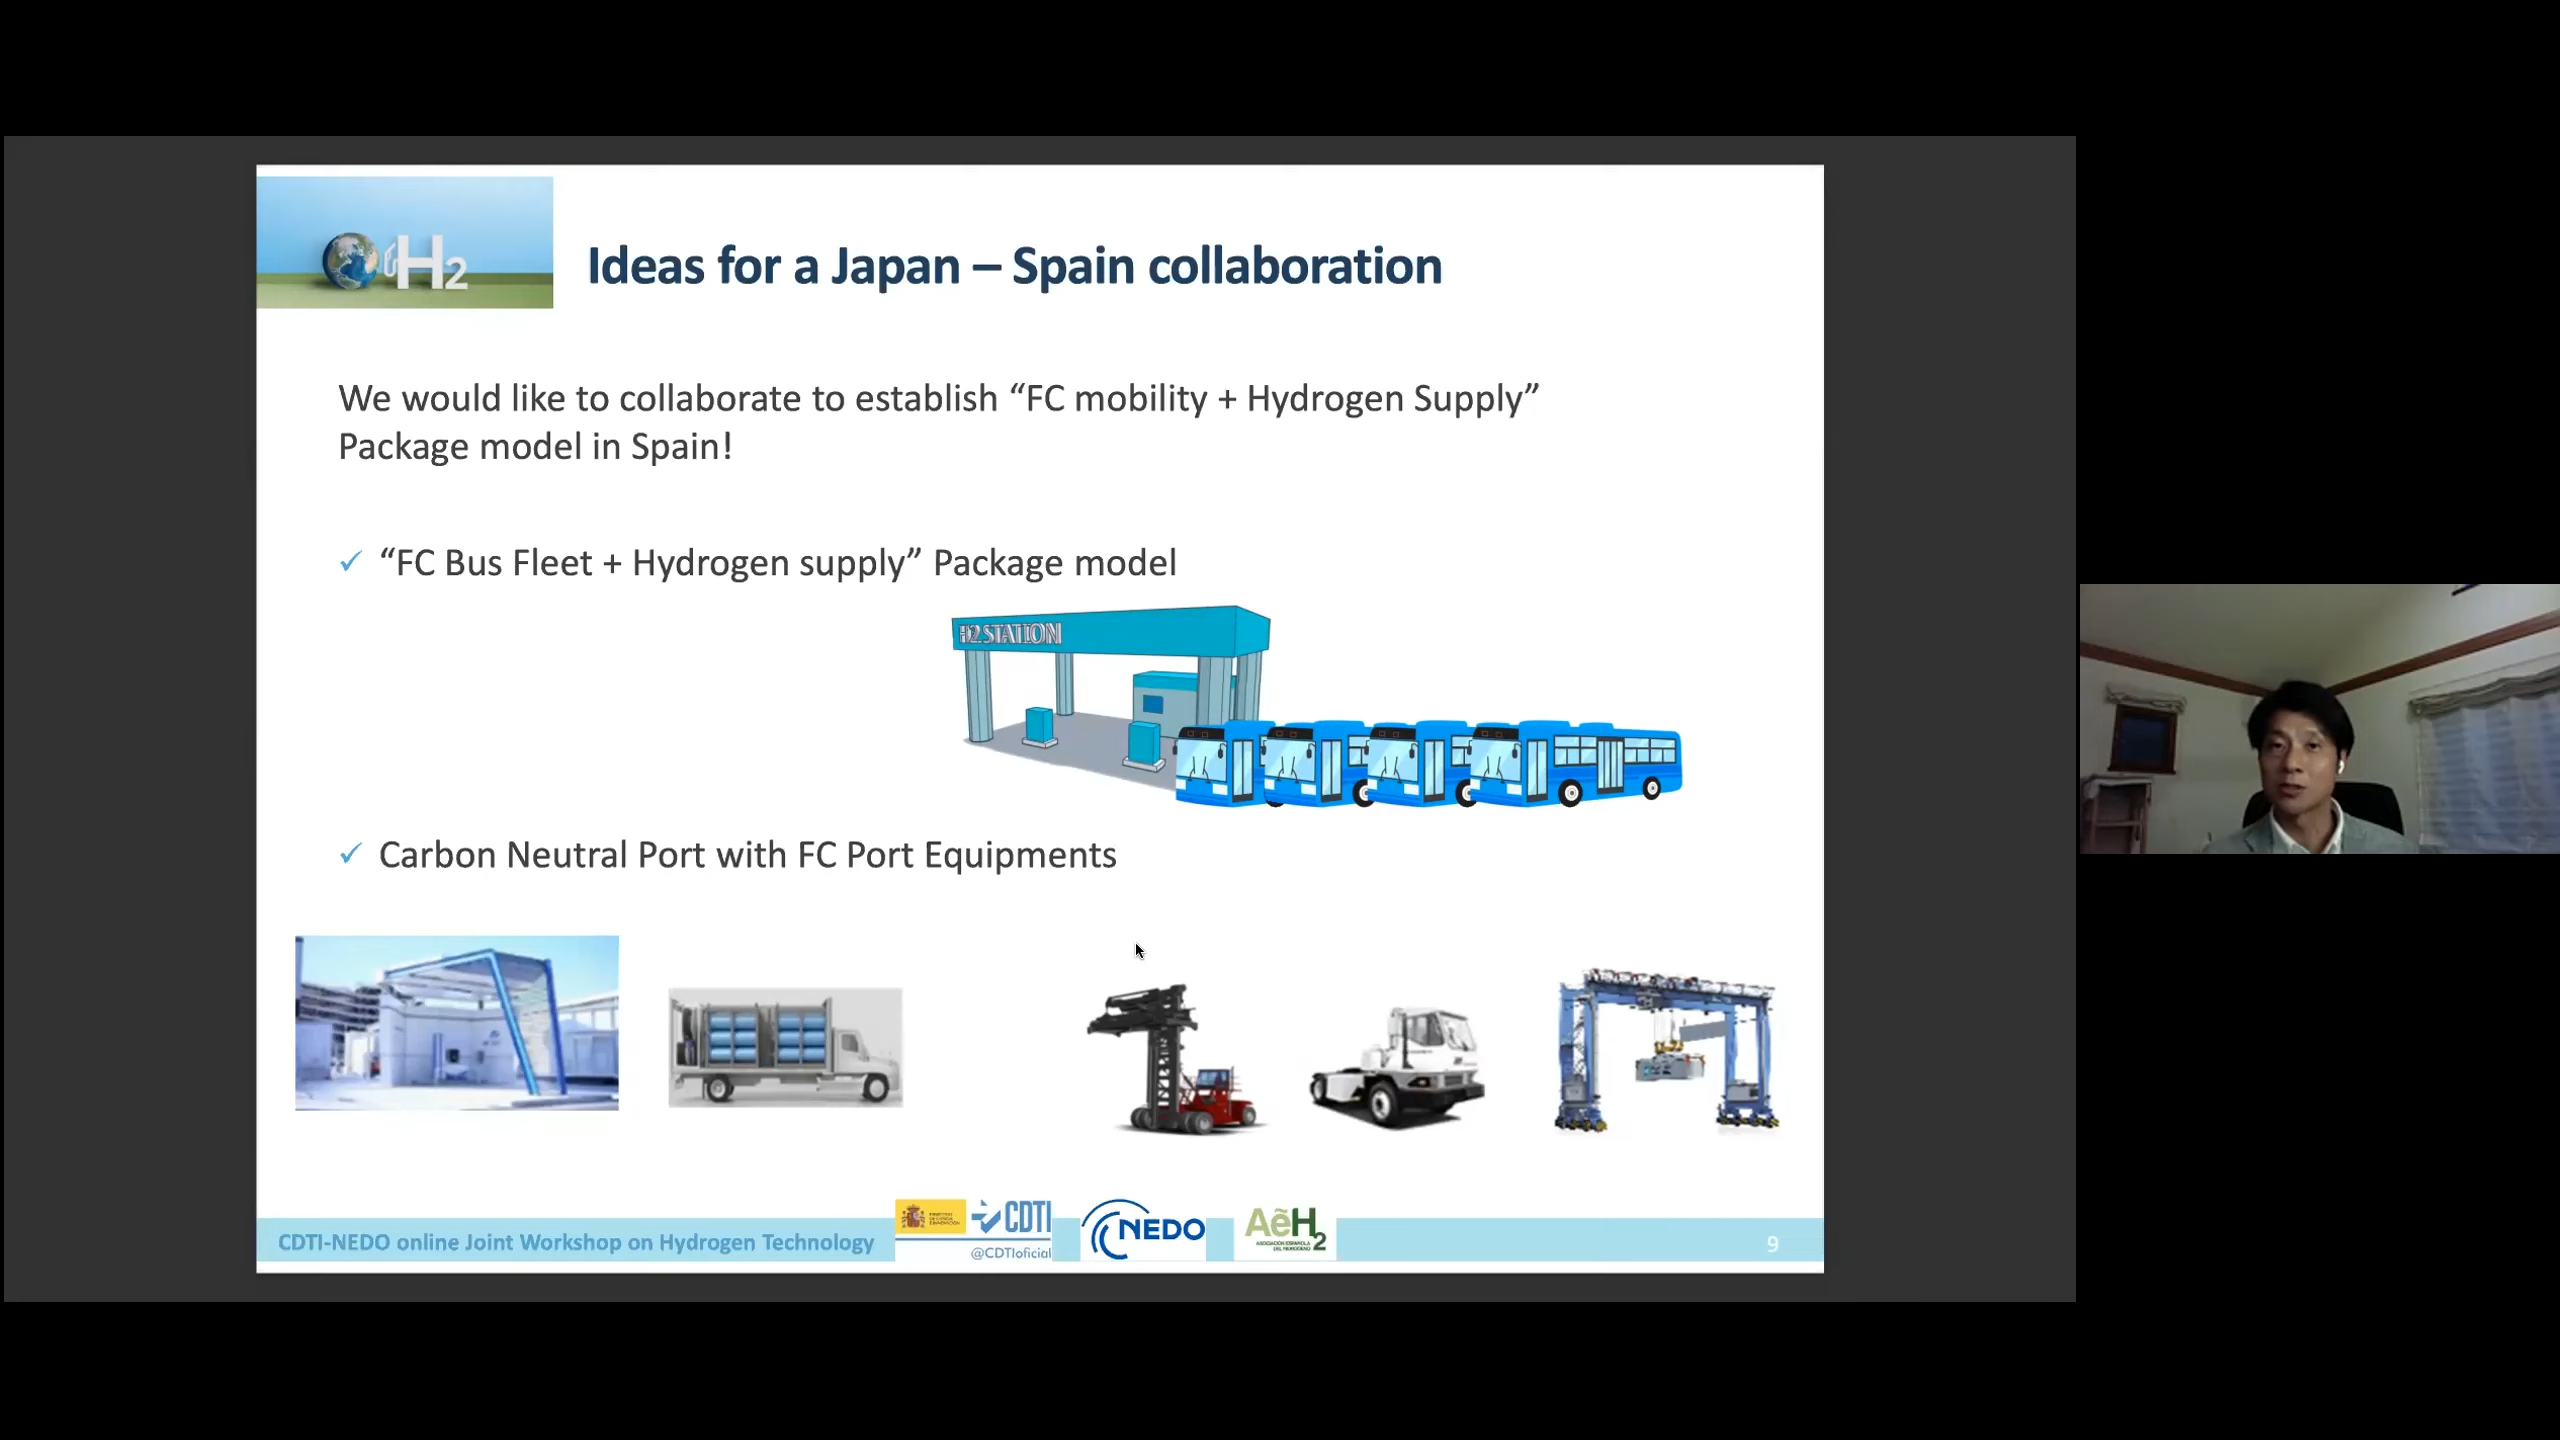 H2
Ideas for a Japan – Spain collaboration
We would like to collaborate to establish “FC mobility + Hydrogen Supply”
Package model in Spain!
✓ “FC Bus Fleet + Hydrogen supply” Package model
H2 STATION
✓ Carbon Neutral Port with FC Port Equipments
CDTI-NEDO online Joint Workshop on Hydrogen Technology
CDTI
@CDTIoficial
NEDO
AeH2
9